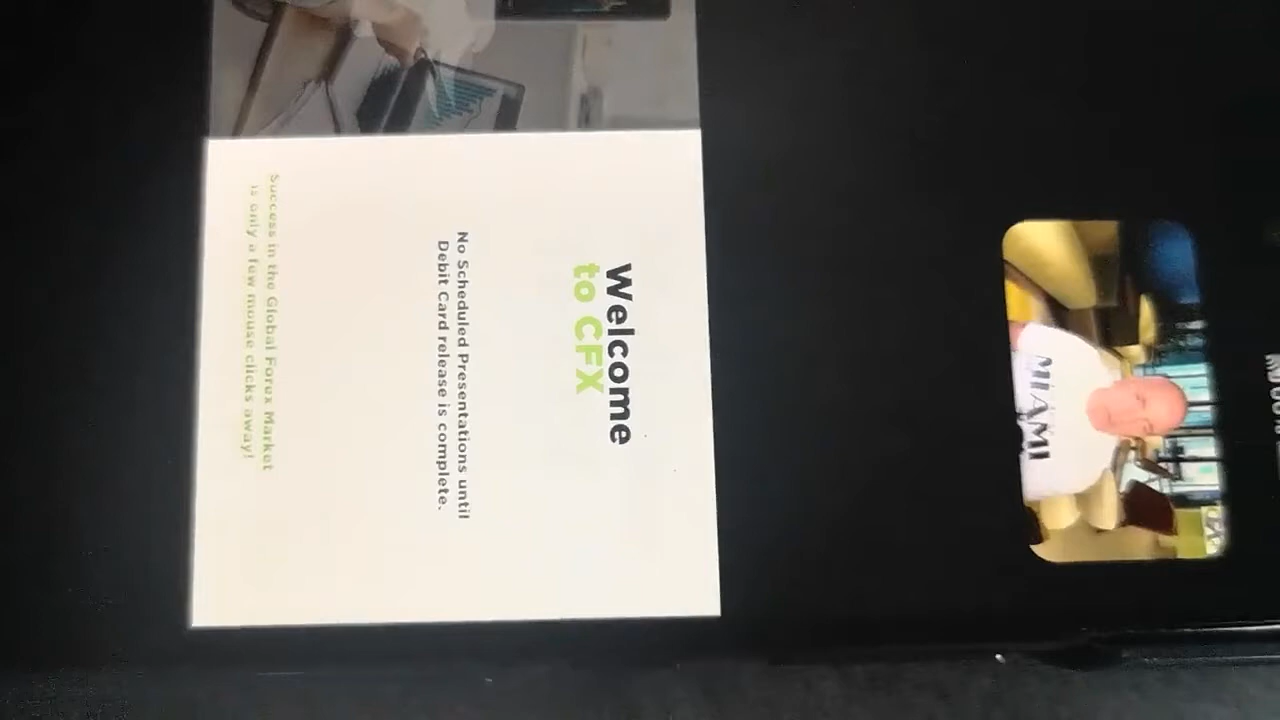 Welcome
to CFX
No Scheduled Presentations until
Debit Card release is complete.
Success in the Global Forex Market
is only a few mouse clicks away!
MIAMI